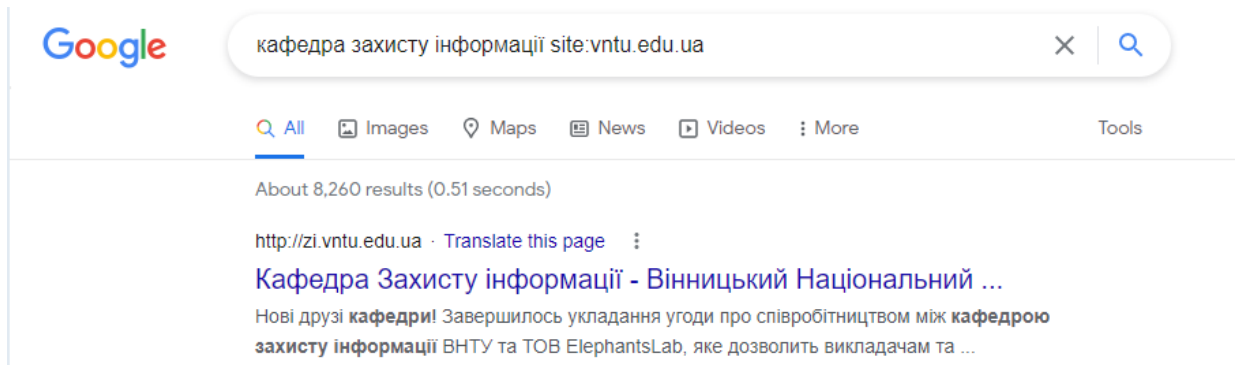 Google
кафедра захисту інформації site:vntu.edu.ua
All Images Maps News Videos More Tools
About 8,260 results (0.51 seconds)
http://zi.vntu.edu.ua · Translate this page
Кафедра Захисту інформації - Вінницький Національний ...
Нові друзі кафедри! Завершилось укладання угоди про співробітництвом між кафедрою
захисту інформації ВНТУ та ТОВ ElephantsLab, яке дозволить викладачам та ...